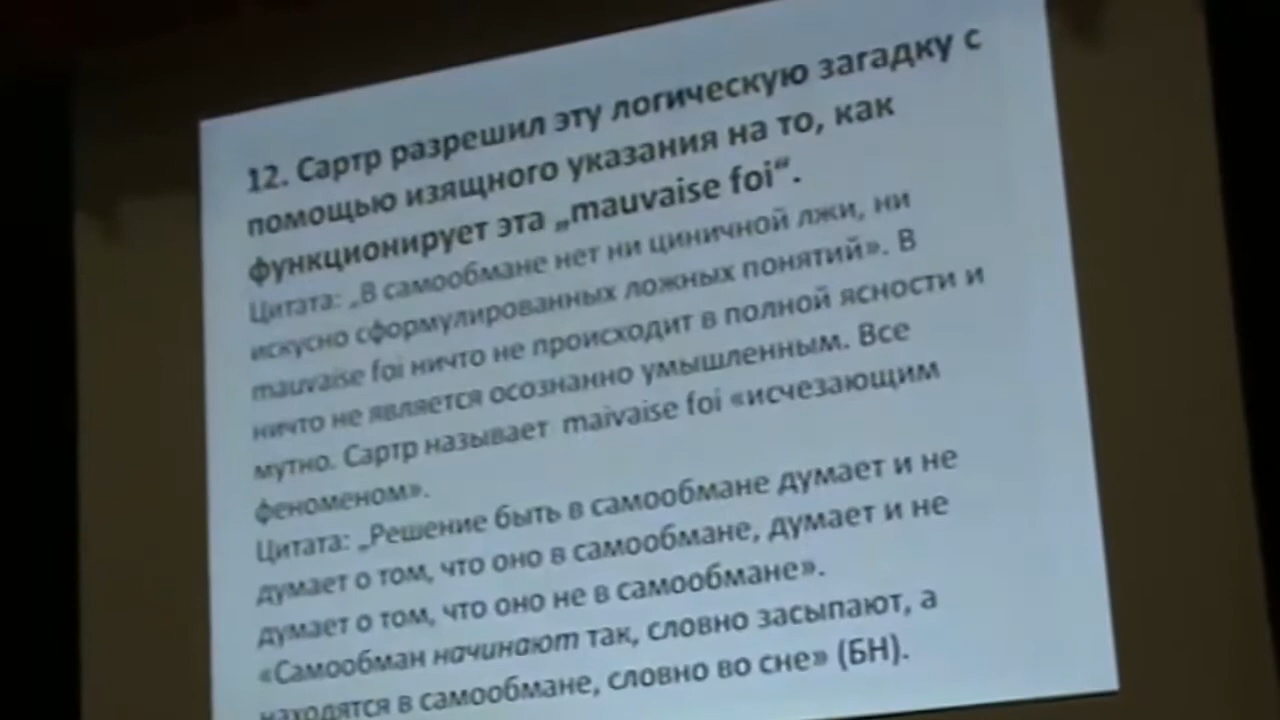 12. Сартр разрешил эту логическую загадку с
помощью изящного указания на то, как
функционирует эта „mauvaise foi“.
Цитата: „В самообмане нет ни циничной лжи, ни
искусно сформулированных ложных понятий». В
mauvaise foi ничто не происходит в полной ясности и
ничто не является осознанно умышленным. Все
мутно. Сартр называет maivaise foi «исчезающим
феноменом».
Цитата: „Решение быть в самообмане думает и не
думает о том, что оно в самообмане, думает и не
думает о том, что оно не в самообмане».
«Самообман начинают так, словно засыпают, а
находятся в самообмане, словно во сне» (БН).